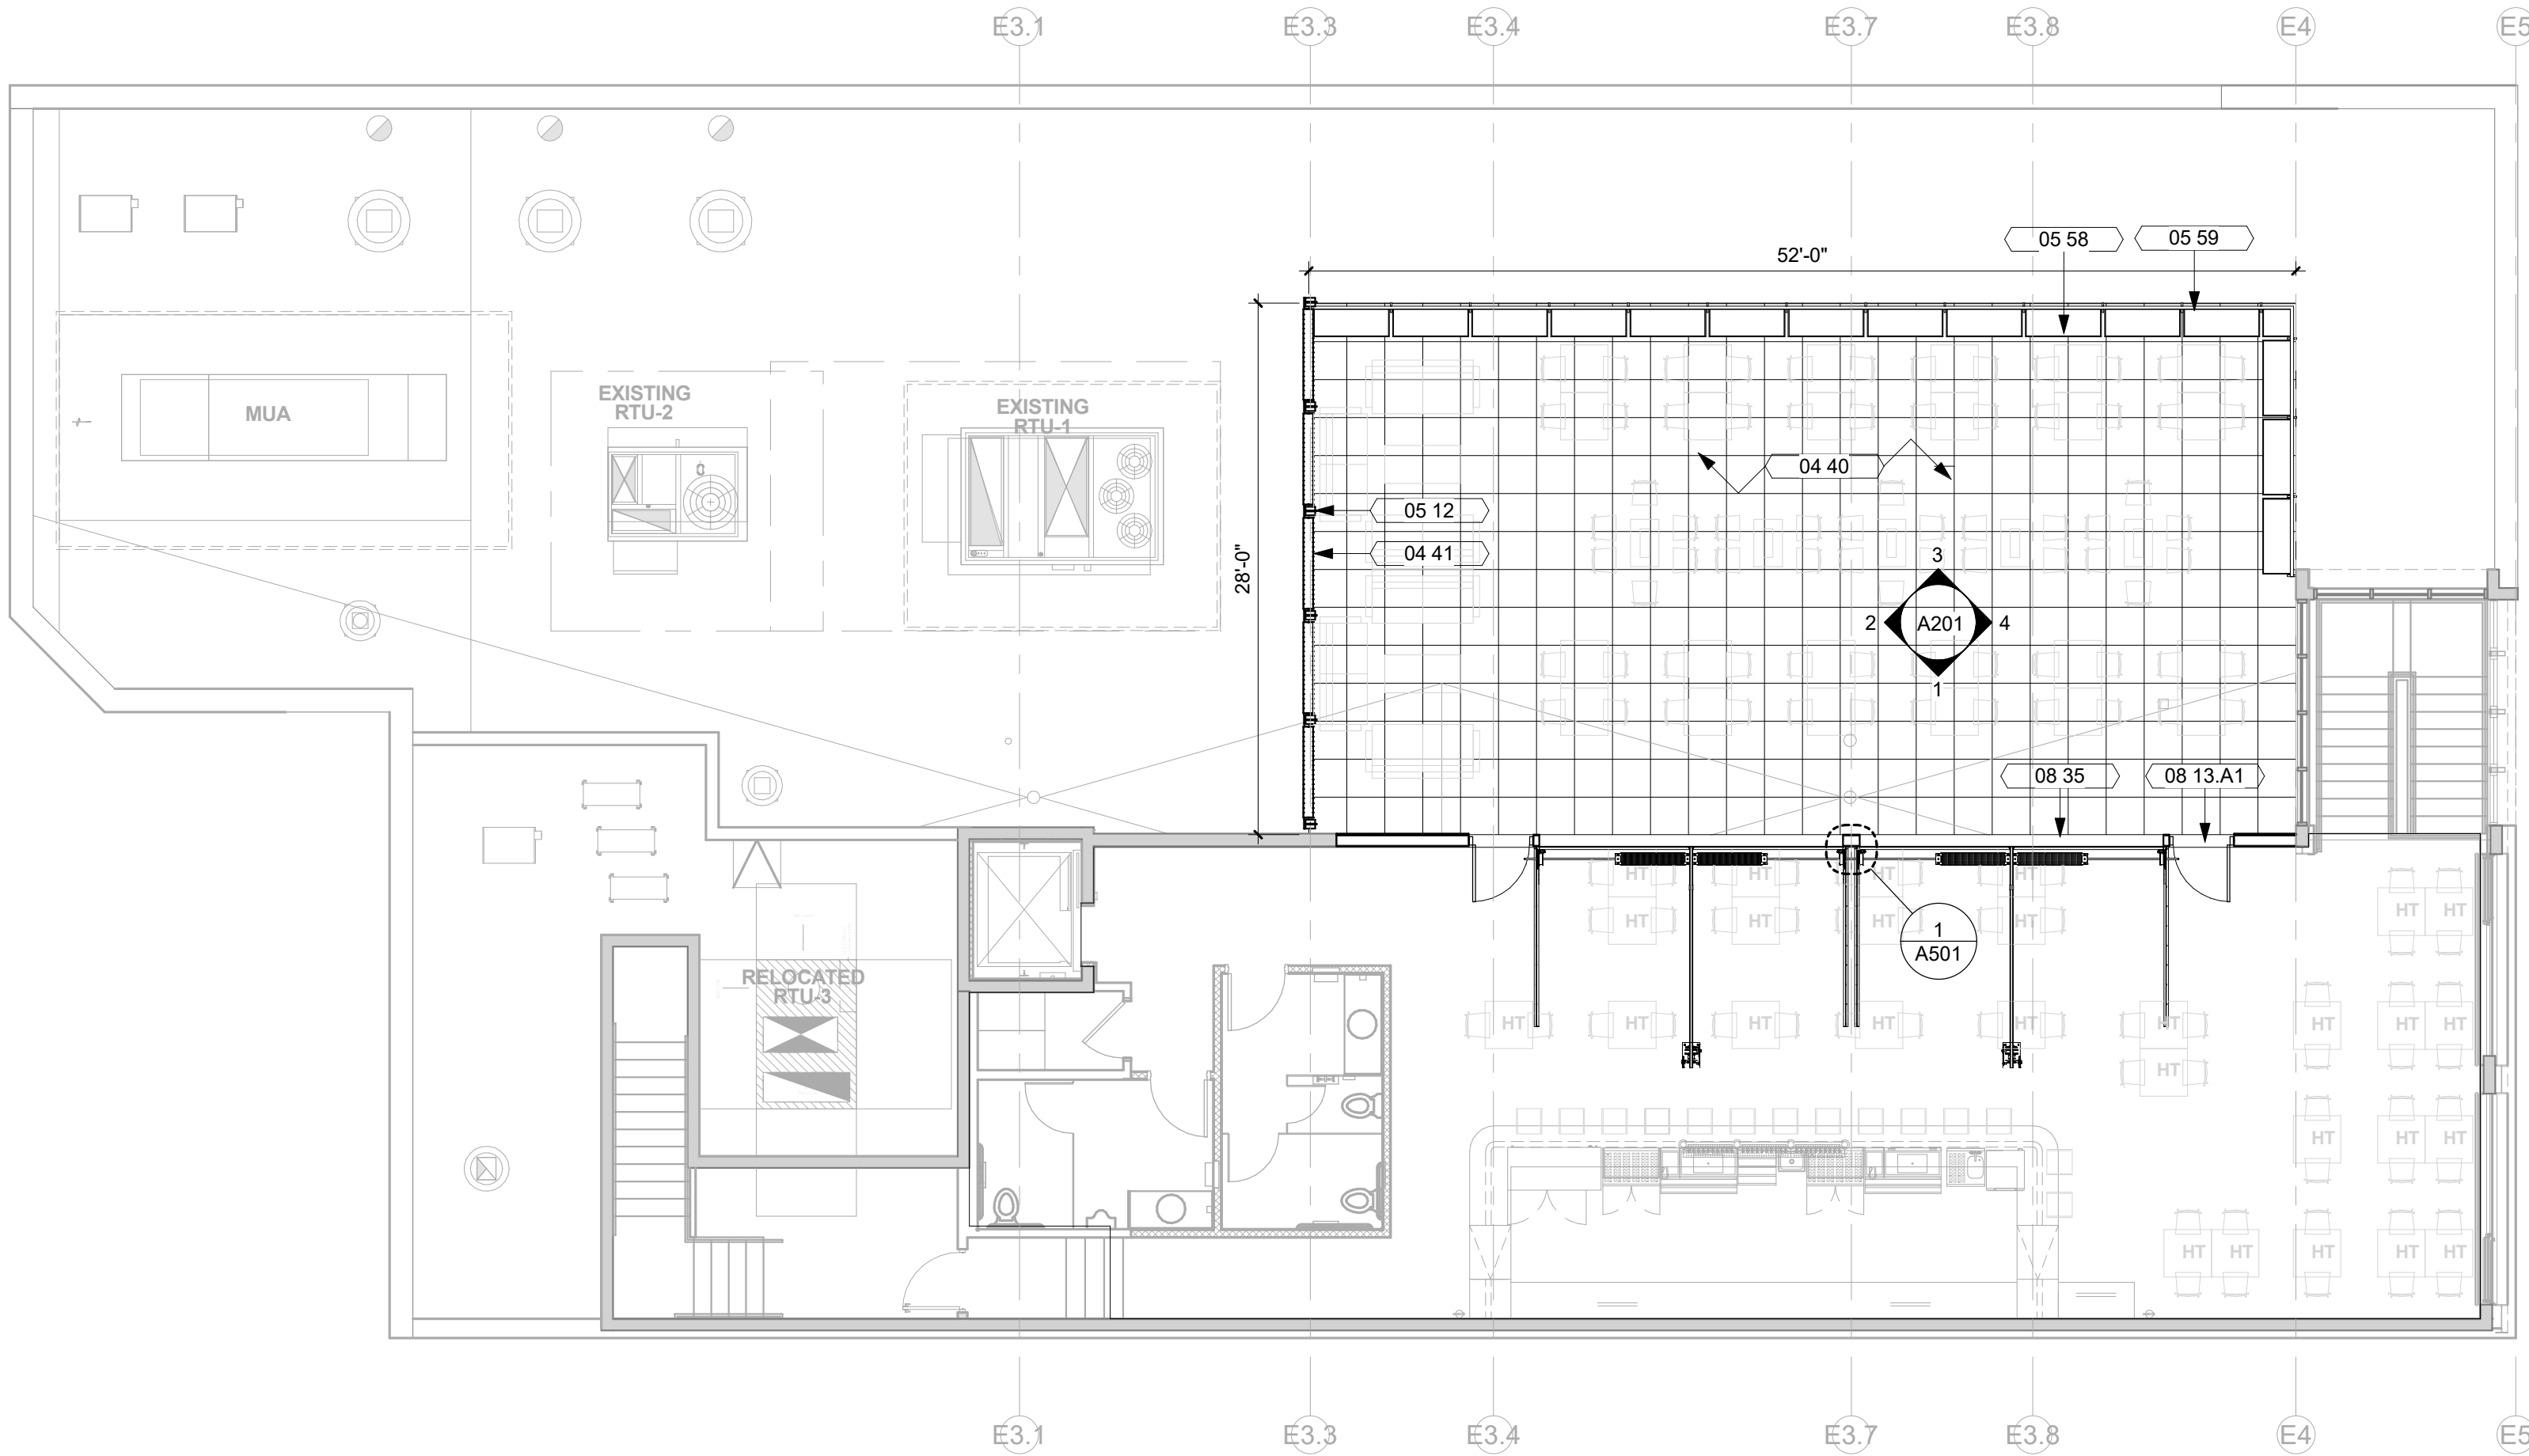 E3.1 E3.3 E3.4 E3.7 E3.8 E4 E5
05 58 05 59
52'-0"
EXISTING
RTU-2
EXISTING
RTU-1
MUA
04 40
05 12
04 41
28'-0"
3
2 A201 4
1
08 35 08 13.A1
HT HT HT HT
HT HT HT HT HT
1
A501
RELOCATED
RTU-3
HT HT HT HT HT HT HT HT HT
HT
HT HT HT
HT HT HT HT HT
E3.1 E3.3 E3.4 E3.7 E3.8 E4 E5